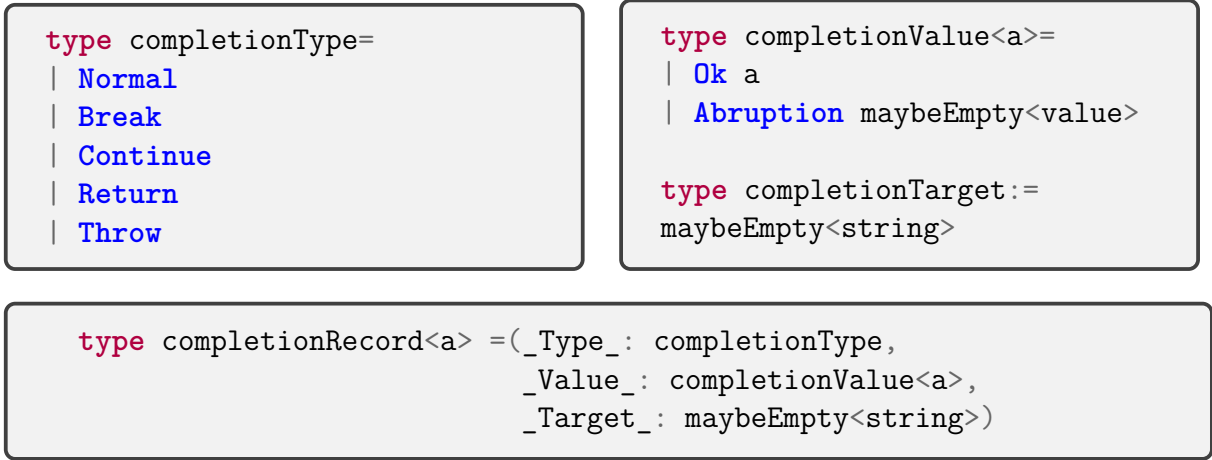 type completionType=
| Normal
| Break
| Continue
| Return
| Throw
type completionValue<a>=
| Ok a
| Abruption maybeEmpty<value>
type completionTarget:=
maybeEmpty<string>
type completionRecord<a> =(_Type_: completionType,
_Value_: completionValue<a>,
_Target_: maybeEmpty<string>)